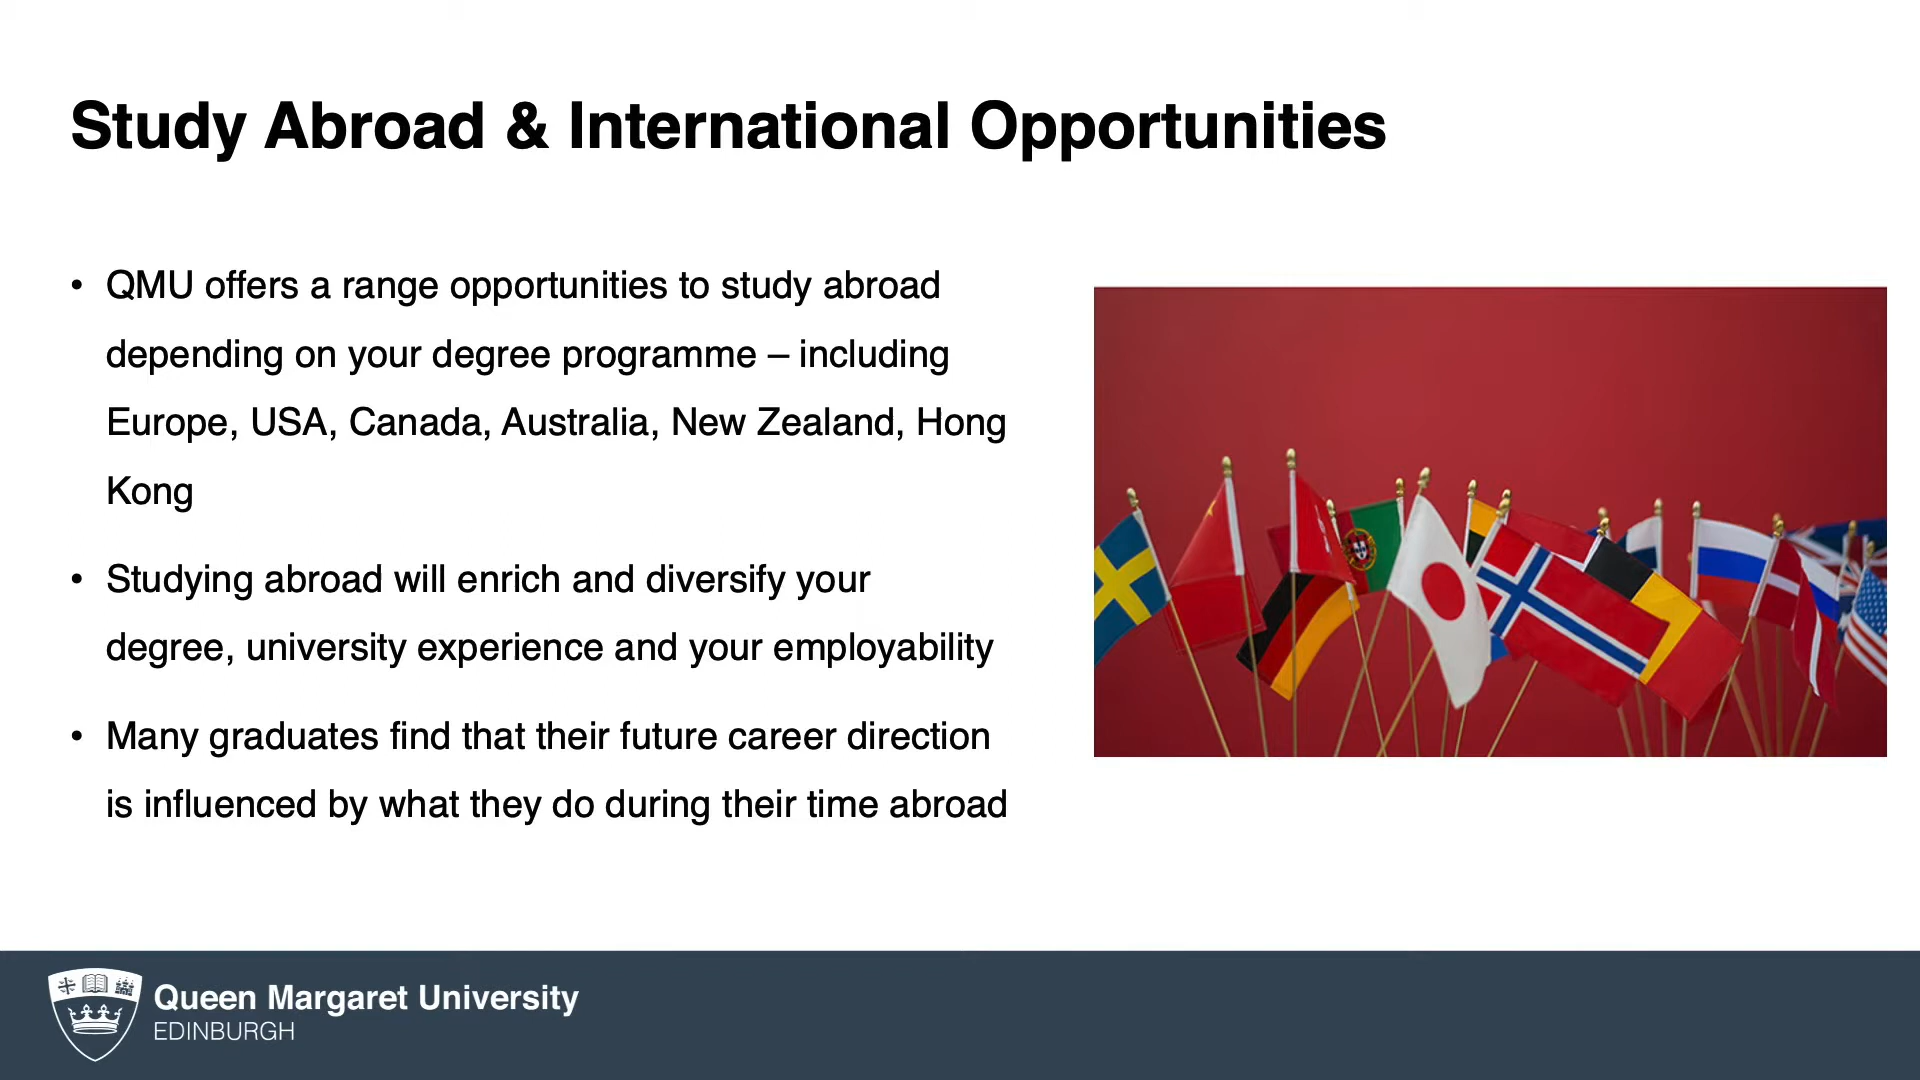 Study Abroad & International Opportunities
• QMU offers a range opportunities to study abroad
depending on your degree programme – including
Europe, USA, Canada, Australia, New Zealand, Hong
Kong
• Studying abroad will enrich and diversify your
degree, university experience and your employability
• Many graduates find that their future career direction
is influenced by what they do during their time abroad
Queen Margaret University
EDINBURGH